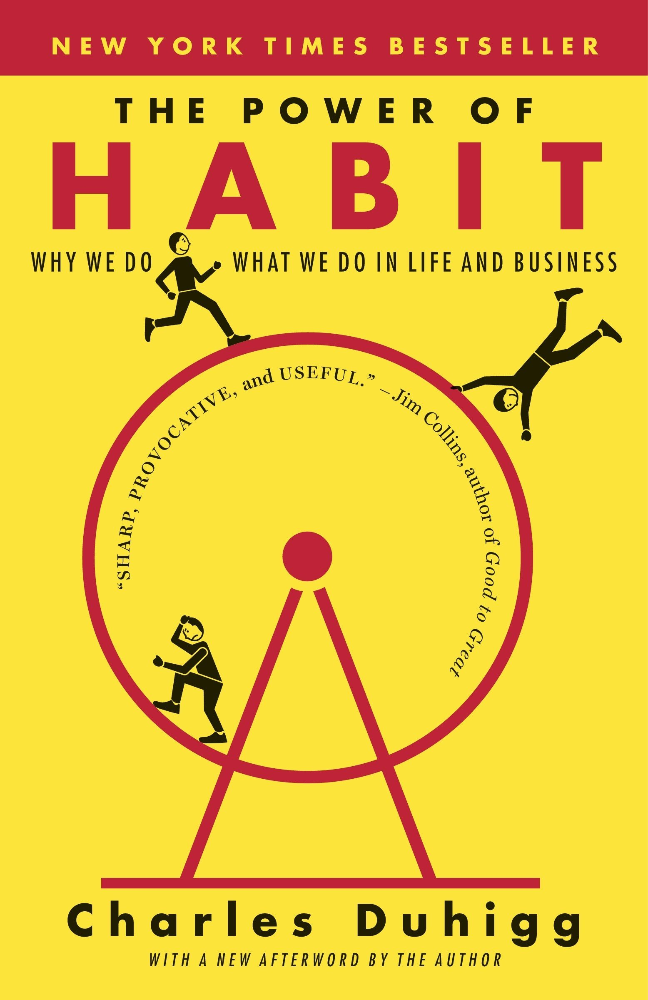 NEW YORK TIMES BESTSELLER
THE POWER OF
HABIT
WHY WE DO WHAT WE DO IN LIFE AND BUSINESS
“SHARP, PROVOCATIVE, and USEFUL.” —Jim Collins, author of Good to Great
Charles Duhigg
WITH A NEW AFTERWORD BY THE AUTHOR